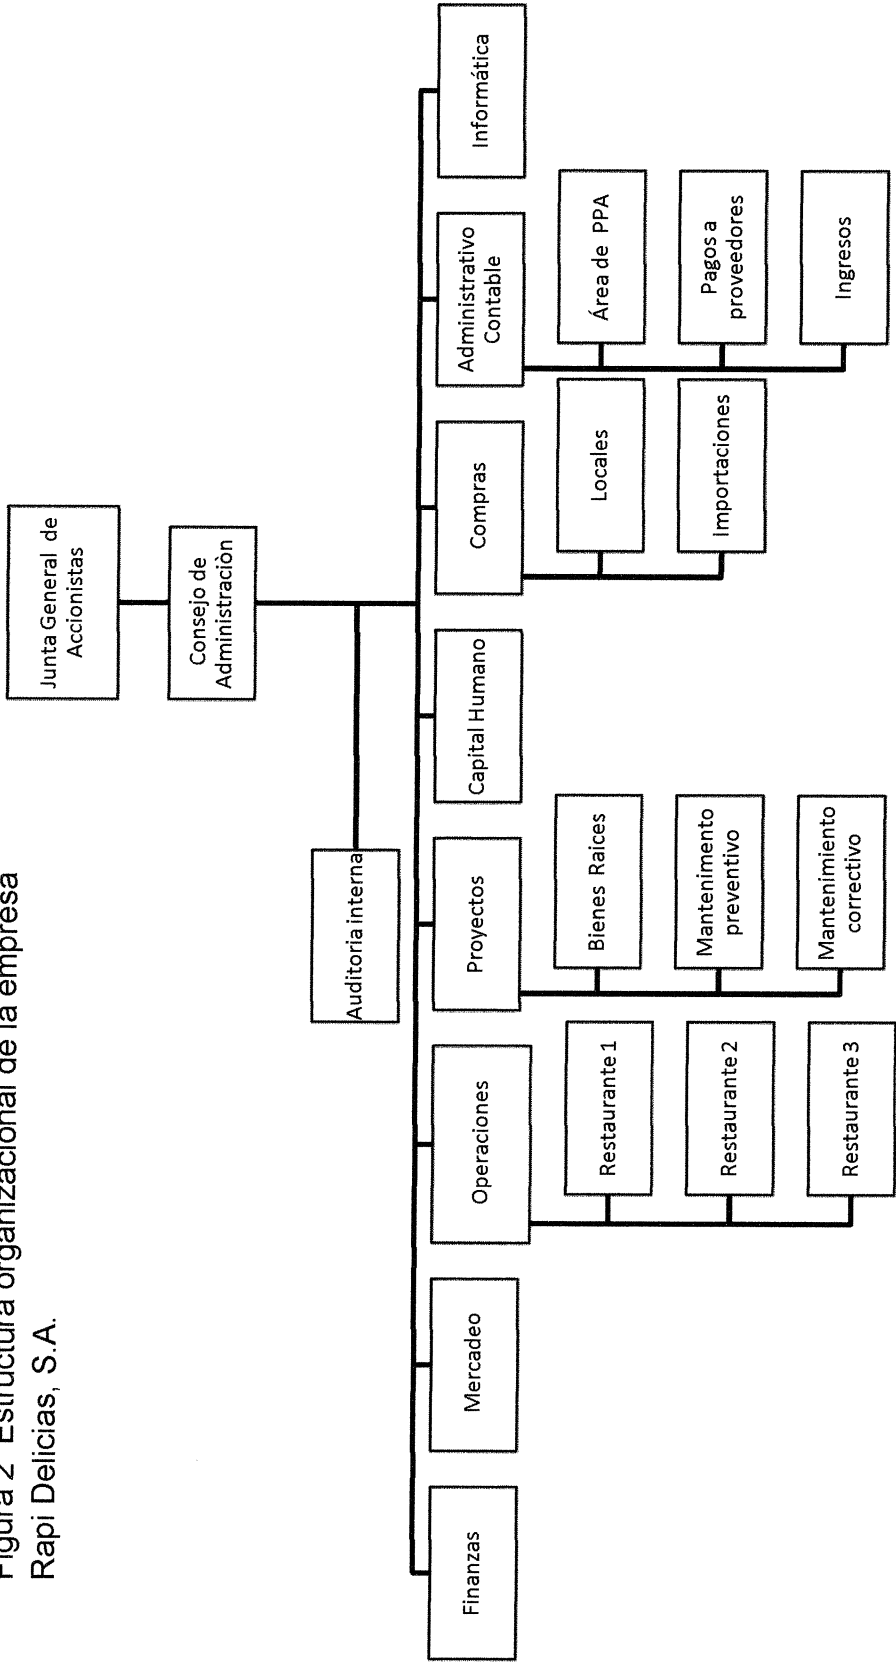 Figura 2 Estructura organizacional de la empresa
Rapi Delicias, S.A.
Junta General de
Accionistas
Consejo de
Administraciòn
Auditoria interna
Finanzas
Mercadeo
Operaciones
Restaurante 1
Restaurante 2
Restaurante 3
Proyectos
Bienes Raíces
Mantenimento
preventivo
Mantenimiento
correctivo
Capital Humano
Compras
Locales
Importaciones
Administrativo
Contable
Área de PPA
Pagos a
proveedores
Ingresos
Informática